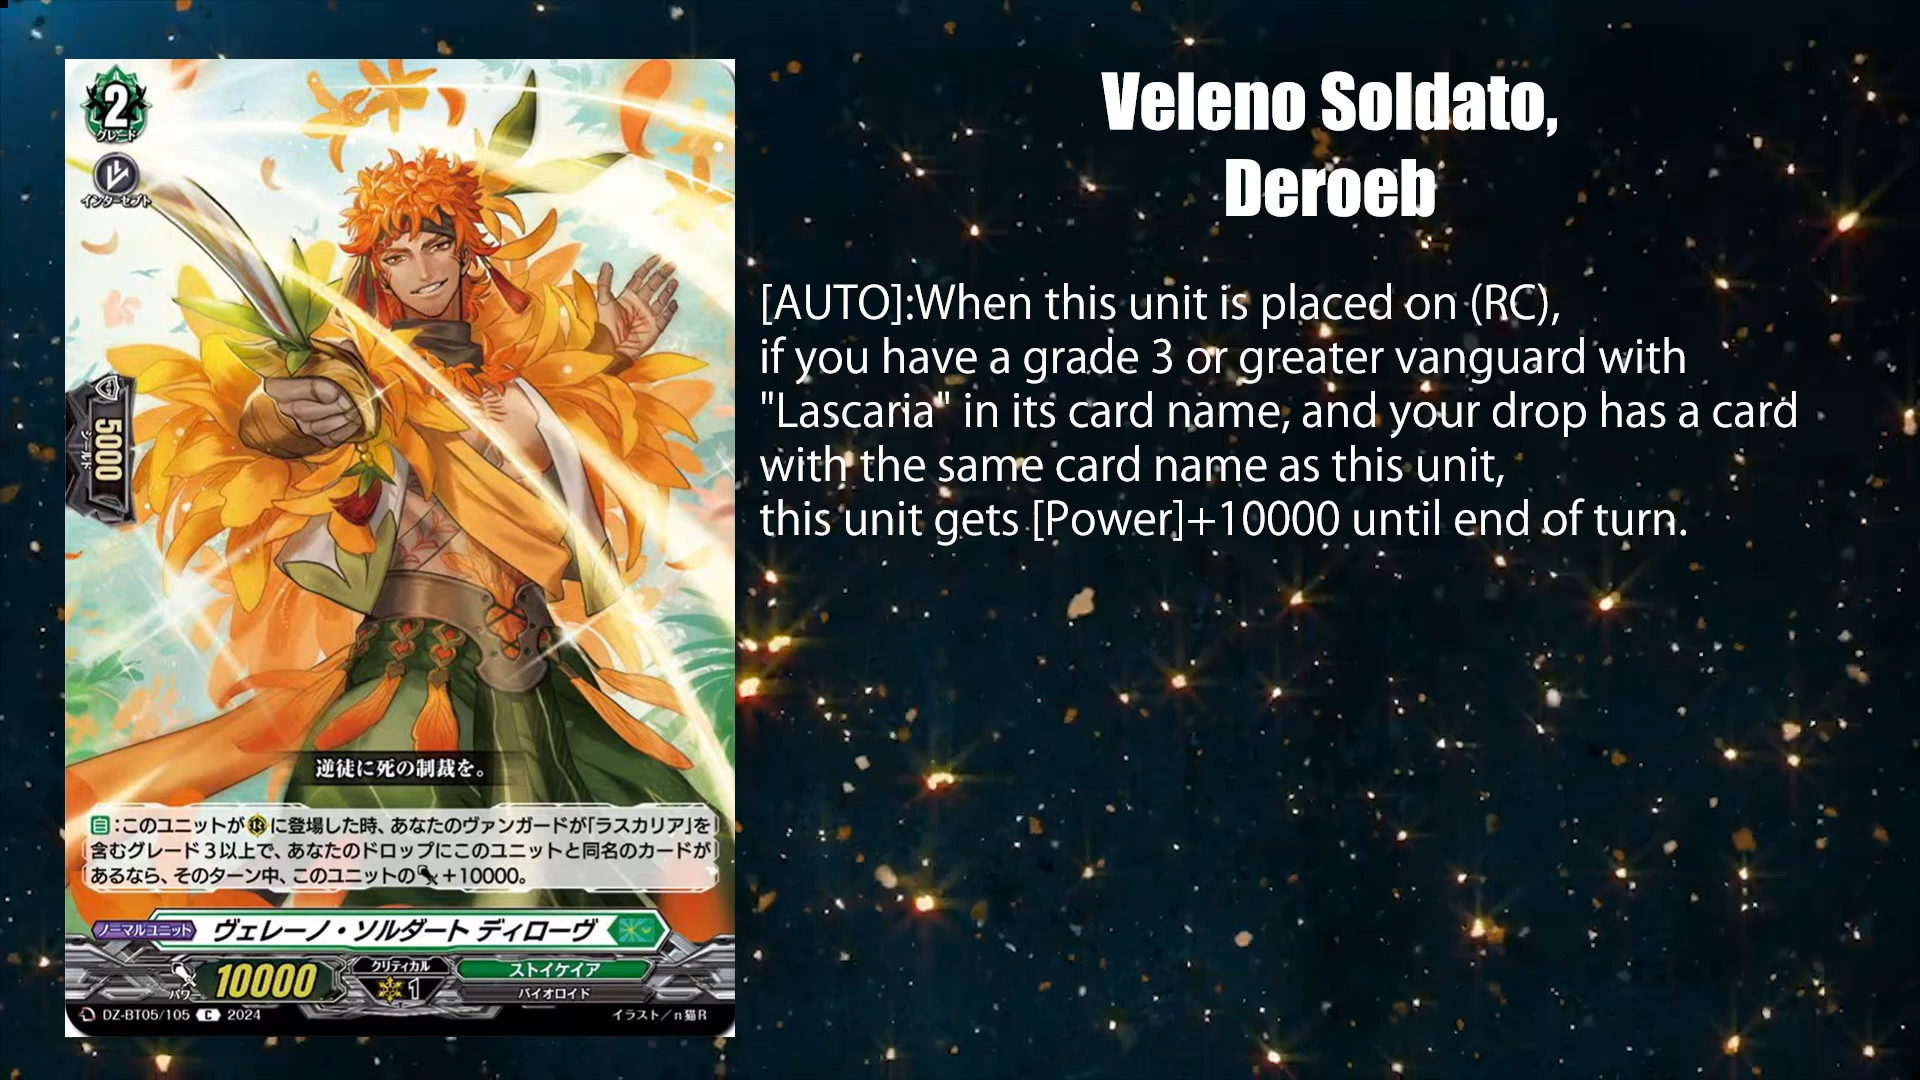 2
グレード
インターセプト
5000
シールド
逆徒に死の制裁を。
自:このユニットがRに登場した時、あなたのヴァンガードが「ラスカリア」を
含むグレード3以上で、あなたのドロップにこのユニットと同名のカードが
あるなら、そのターン中、このユニットの+10000。
ノーマルユニット ヴェレーノ・ソルダート ディローヴ
パワー 10000 クリティカル 1 ストイケイア
バイオロイド
D DZ-BT05/105 C 2024 イラスト/n猫R
Veleno Soldato,
Deroeb
[AUTO]:When this unit is placed on (RC),
if you have a grade 3 or greater vanguard with
"Lascaria" in its card name, and your drop has a card
with the same card name as this unit,
this unit gets [Power]+10000 until end of turn.